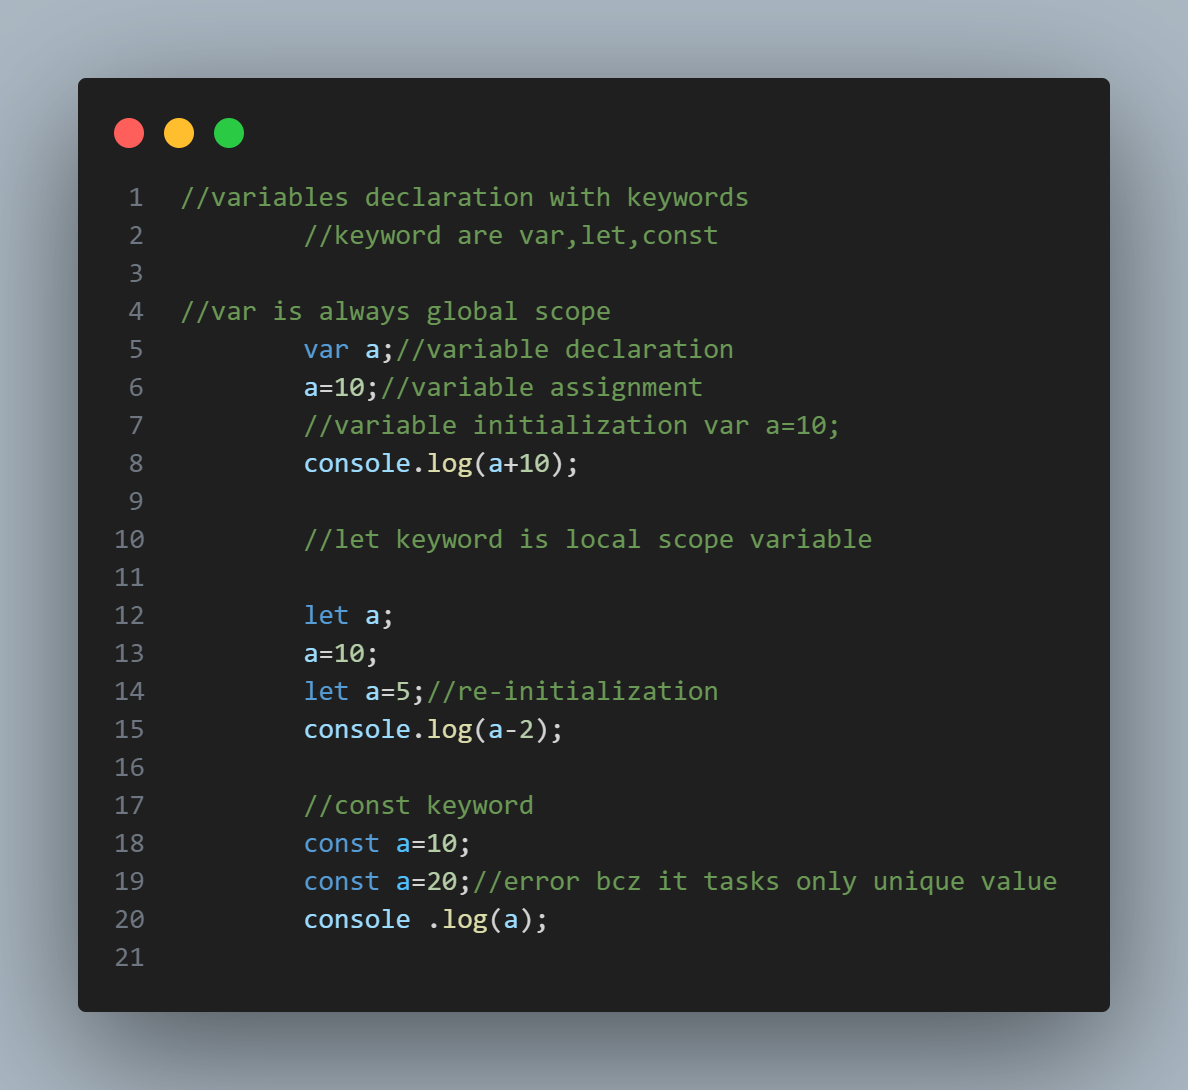 1 //variables declaration with keywords
2         //keyword are var,let,const
3
4 //var is always global scope
5         var a;//variable declaration
6         a=10;//variable assignment
7         //variable initialization var a=10;
8         console.log(a+10);
9
10         //let keyword is local scope variable
11
12         let a;
13         a=10;
14         let a=5;//re-initialization
15         console.log(a-2);
16
17         //const keyword
18         const a=10;
19         const a=20;//error bcz it tasks only unique value
20         console .log(a);
21